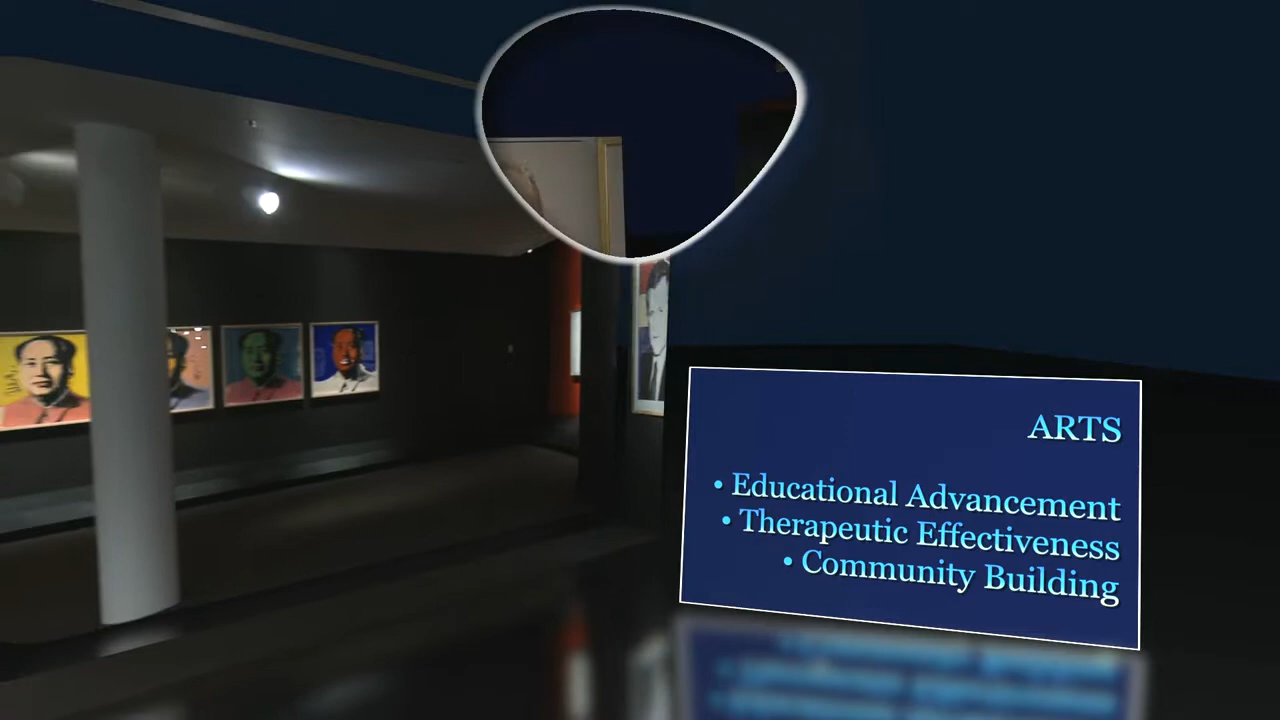 ARTS
• Educational Advancement
• Therapeutic Effectiveness
• Community Building